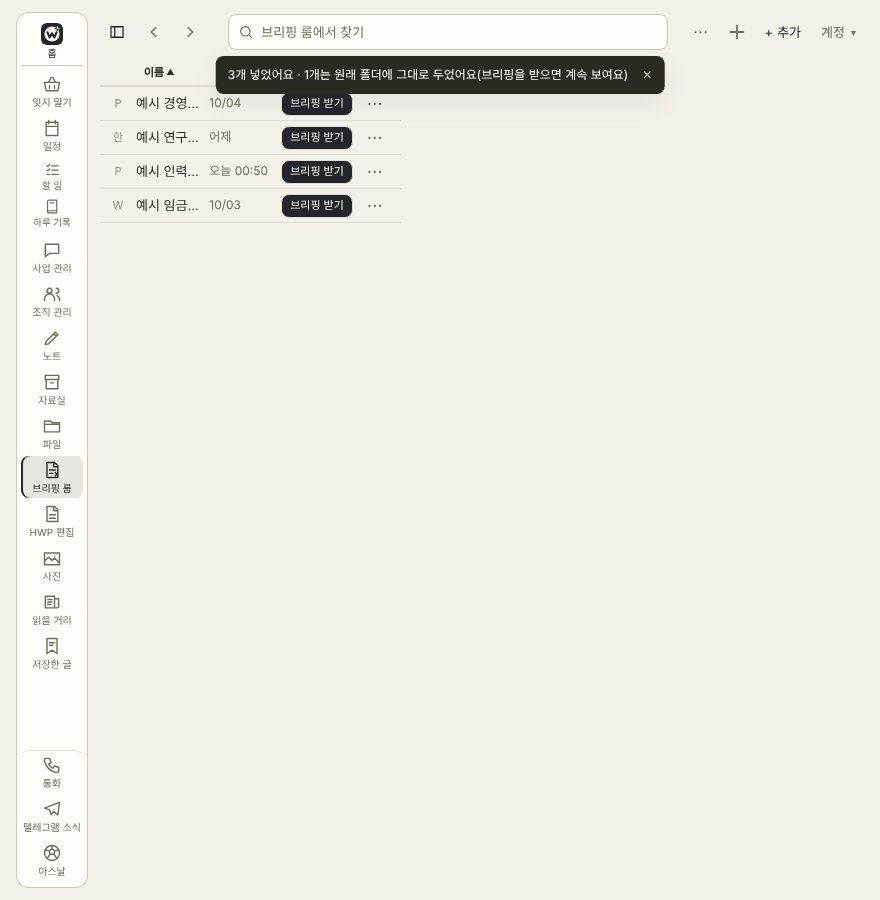 홈
브리핑 룸에서 찾기
+ 추가
계정 ▾
이름 ▲
3개 넣었어요 · 1개는 원래 폴더에 그대로 두었어요(브리핑을 받으면 계속 보여요) ×
P 예시 경영... 10/04 브리핑 받기 ···
한 예시 연구... 어제 브리핑 받기 ···
P 예시 인력... 오늘 00:50 브리핑 받기 ···
W 예시 임금... 10/03 브리핑 받기 ···
잊지 말기
일정
할 일
하루 기록
사업 관리
조직 관리
노트
자료실
파일
브리핑 룸
HWP 편집
사진
읽을 거리
저장한 글
통화
텔레그램 소식
아스날